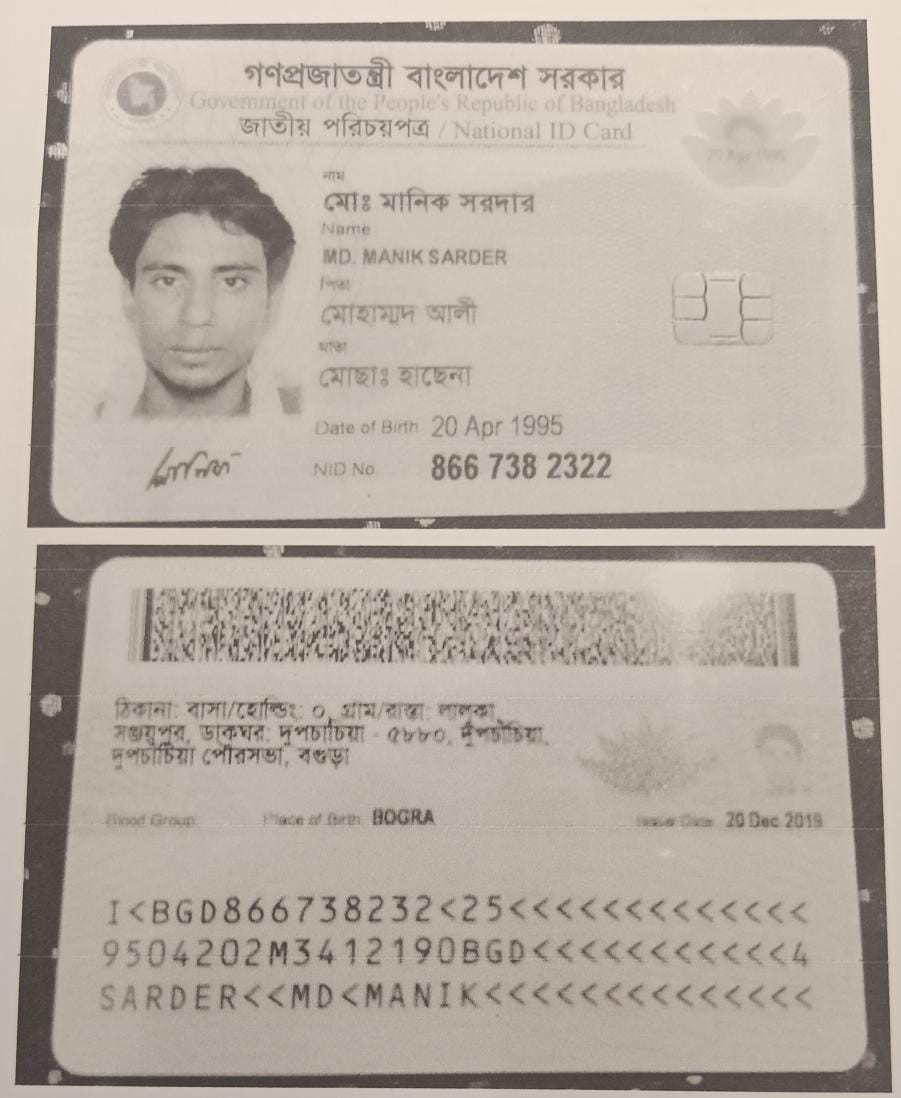 গণপ্রজাতন্ত্রী বাংলাদেশ সরকার
Government of the People's Republic of Bangladesh
জাতীয় পরিচয়পত্র / National ID Card
20 Apr 1995
নাম
মোঃ মানিক সরদার
Name
MD. MANIK SARDER
পিতা
মোহাম্মদ আলী
মাতা
মোছাঃ হাছেনা
Date of Birth 20 Apr 1995
NID No 866 738 2322
ঠিকানা: বাসা/হোল্ডিং: ০, গ্রাম/রাস্তা:
সঞ্জয়পুর, ডাকঘর: দুপচাচিয়া - ৫৮৮০, দুপচাচিয়া,
দুপচাচিয়া পৌরসভা, বগুড়া
Blood Group Place of Birth BOGRA Issue Date 20 Dec 2019
I<BGD866738232<25<<<<<<<<<<<<<
9504202M3412190BGD<<<<<<<<<<<4
SARDER<<MD<MANIK<<<<<<<<<<<<<<